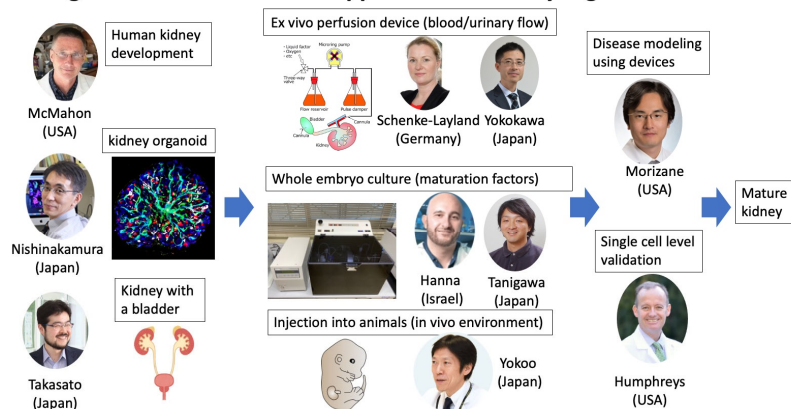 Human kidney
development
McMahon
(USA)
kidney organoid
Nishinakamura
(Japan)
Kidney with
a bladder
Takasato
(Japan)
Ex vivo perfusion device (blood/urinary flow)
Microring pump
- Liquid factor
- Oxygen
- etc
Three-way
valve
Flow reservoir
Pulse damper
Bladder
Cannula
Cannula
Kidney
Schenke-Layland
(Germany)
Yokokawa
(Japan)
Whole embryo culture (maturation factors)
Hanna
(Israel)
Tanigawa
(Japan)
Injection into animals (in vivo environment)
Yokoo
(Japan)
Disease modeling
using devices
Morizane
(USA)
Single cell level
validation
Humphreys
(USA)
Mature
kidney